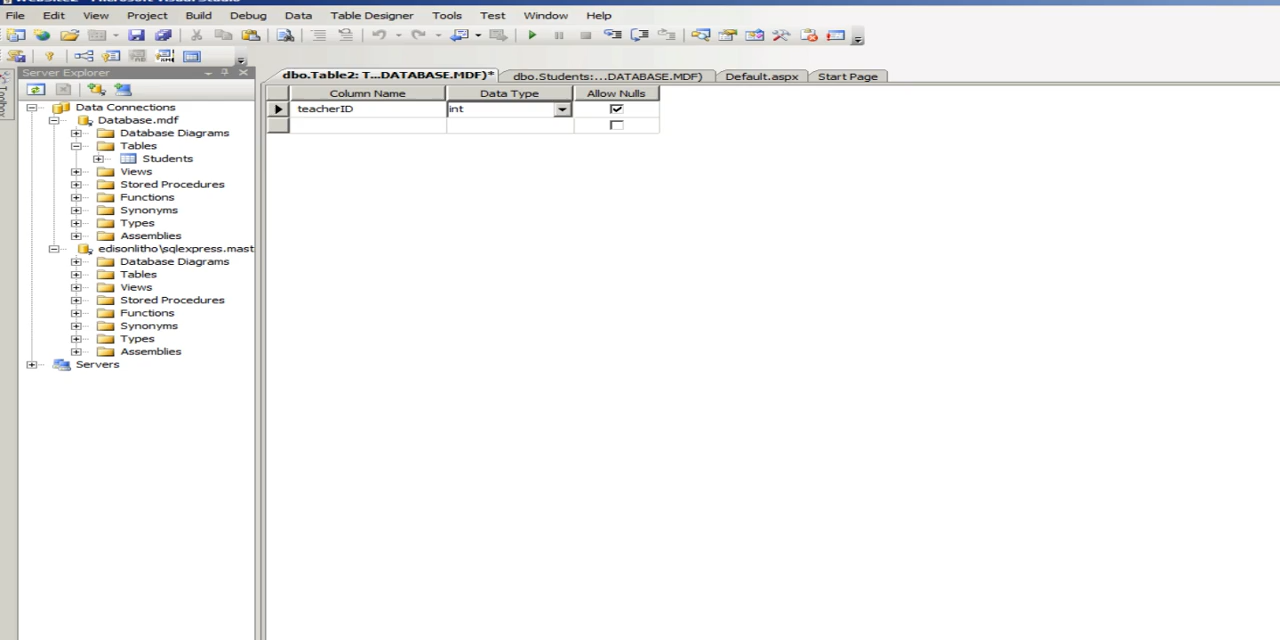 File Edit View Project Build Debug Data Table Designer Tools Test Window Help
Server Explorer
dbo.Table2: T...DATABASE.MDF)* dbo.Students:...DATABASE.MDF) Default.aspx Start Page
Column Name Data Type Allow Nulls
teacherID int
Data Connections
Database.mdf
Database Diagrams
Tables
Students
Views
Stored Procedures
Functions
Synonyms
Types
Assemblies
edisonlitho\sqlexpress.mast
Database Diagrams
Tables
Views
Stored Procedures
Functions
Synonyms
Types
Assemblies
Servers
Toolbox